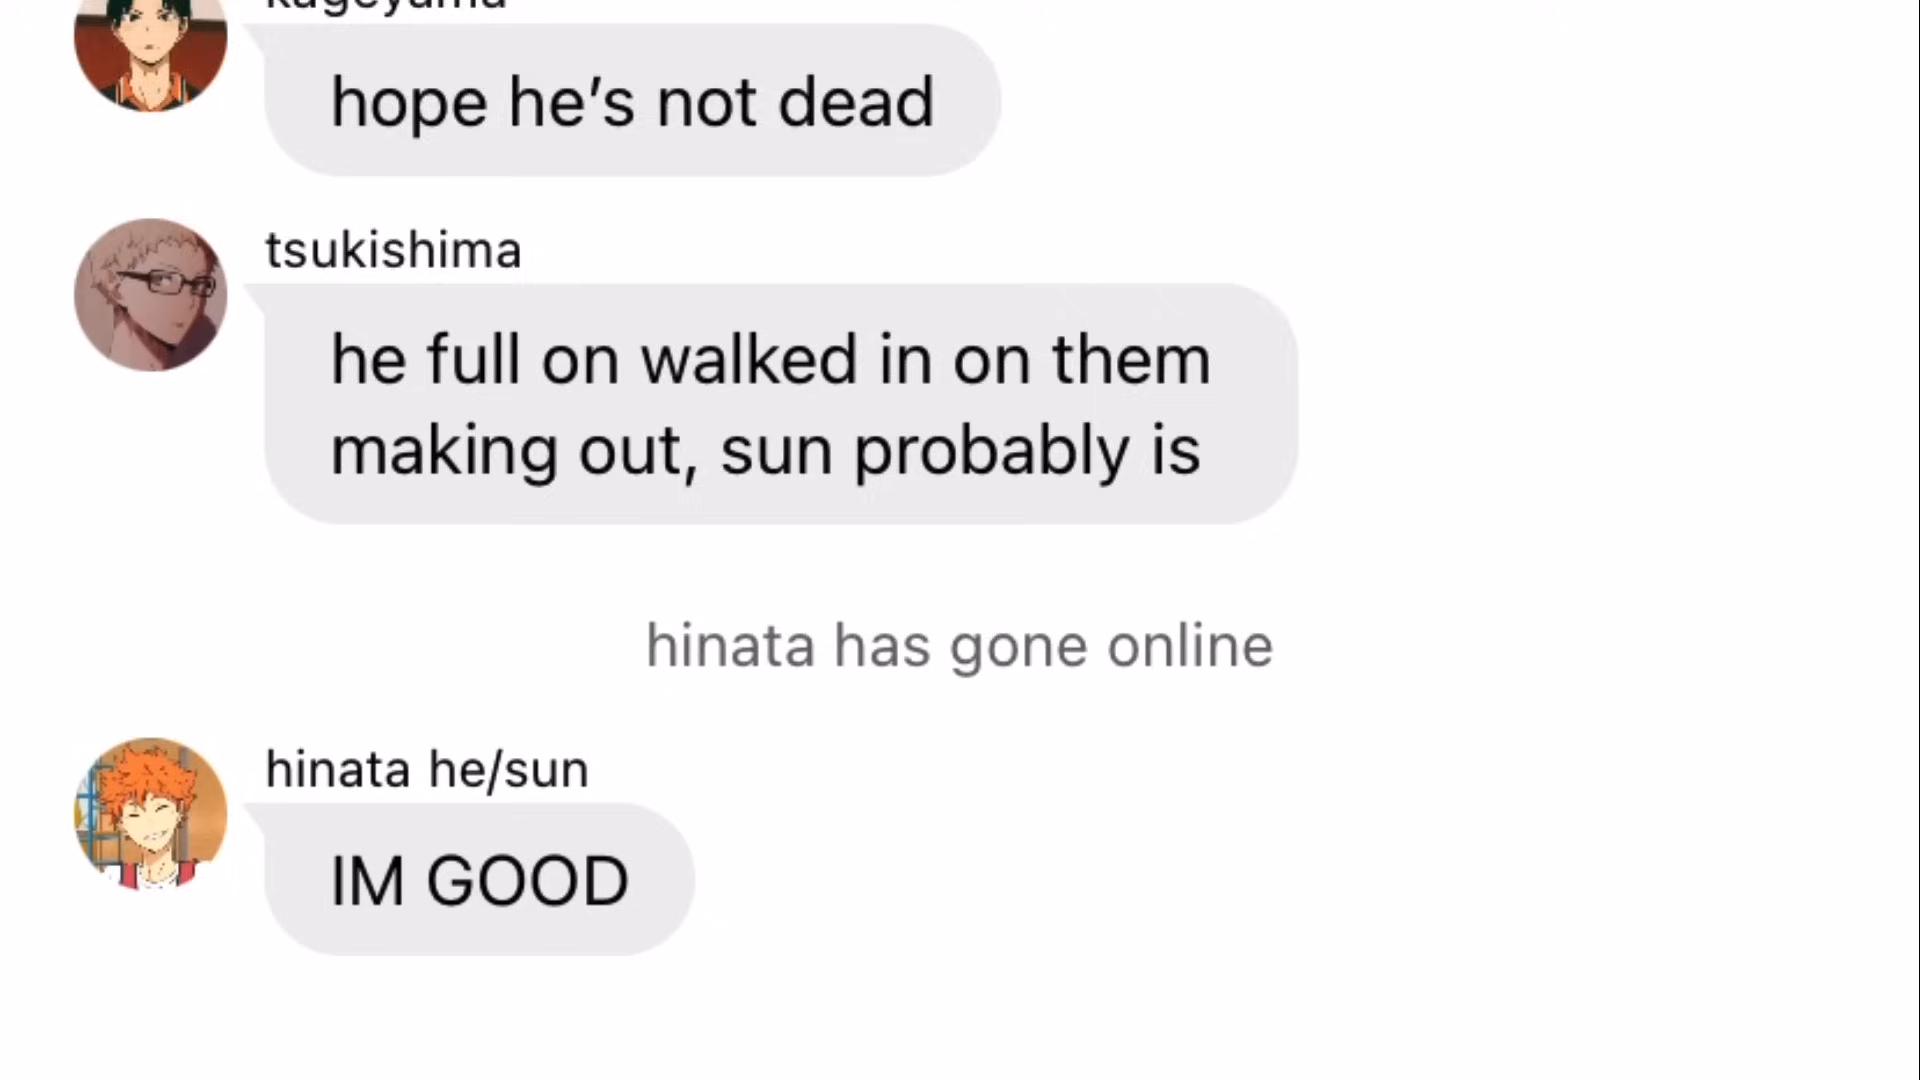 kageyama
hope he's not dead
tsukishima
he full on walked in on them
making out, sun probably is
hinata has gone online
hinata he/sun
IM GOOD